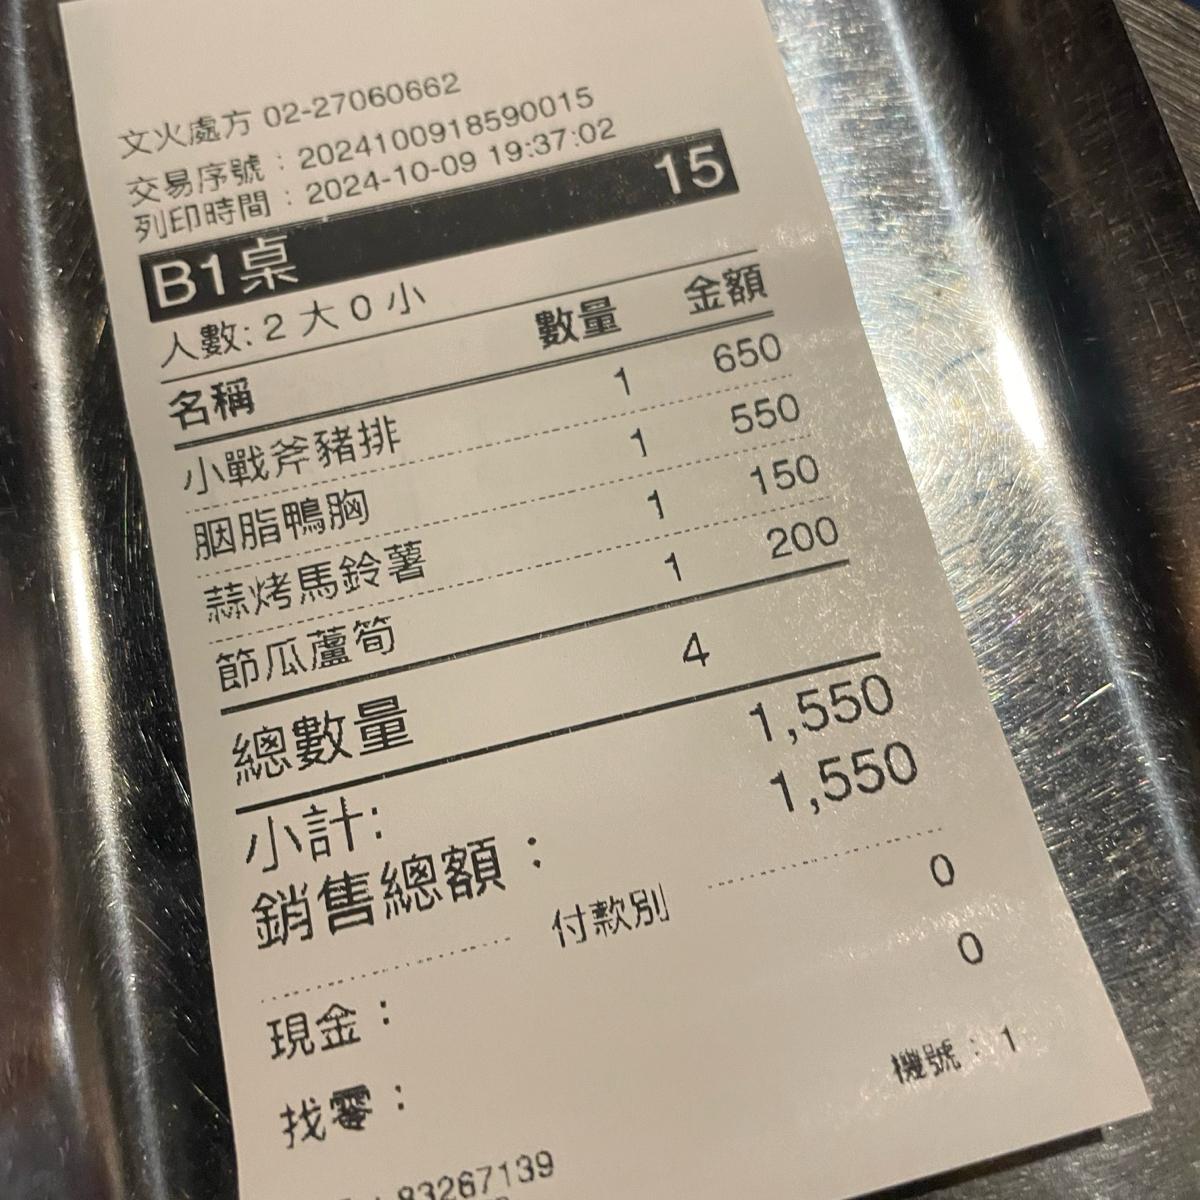 文火處方 02-27060662
交易序號：2024100918590015
列印時間：2024-10-09 19:37:02
B1桌 15
人數: 2 大 0 小
名稱 數量 金額
小戰斧豬排 1 650
胭脂鴨胸 1 550
蒜烤馬鈴薯 1 150
節瓜蘆筍 1 200
總數量 4
小計: 1,550
銷售總額： 1,550
付款別
現金： 0
找零： 0
機號：1
83267139